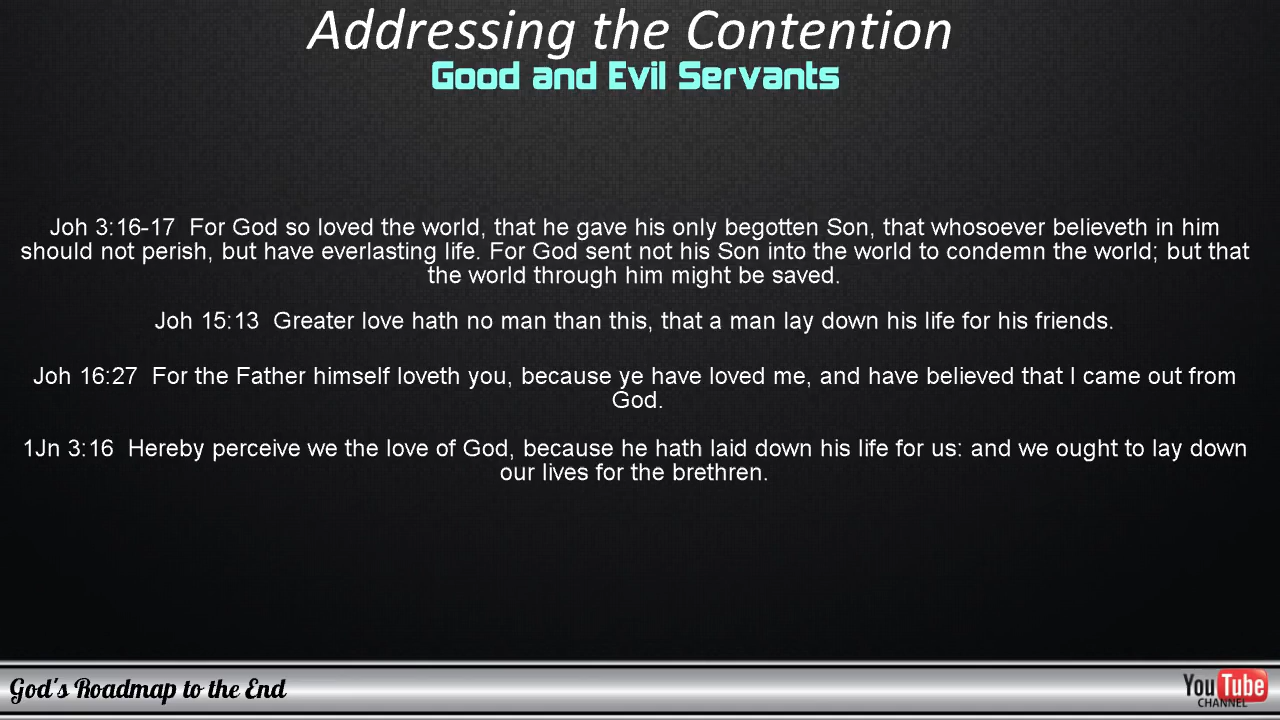 Addressing the Contention
Good and Evil Servants
Joh 3:16-17  For God so loved the world, that he gave his only begotten Son, that whosoever believeth in him
should not perish, but have everlasting life. For God sent not his Son into the world to condemn the world; but that
the world through him might be saved.
Joh 15:13  Greater love hath no man than this, that a man lay down his life for his friends.
Joh 16:27  For the Father himself loveth you, because ye have loved me, and have believed that I came out from
God.
1Jn 3:16  Hereby perceive we the love of God, because he hath laid down his life for us: and we ought to lay down
our lives for the brethren.
God's Roadmap to the End
YouTube
CHANNEL